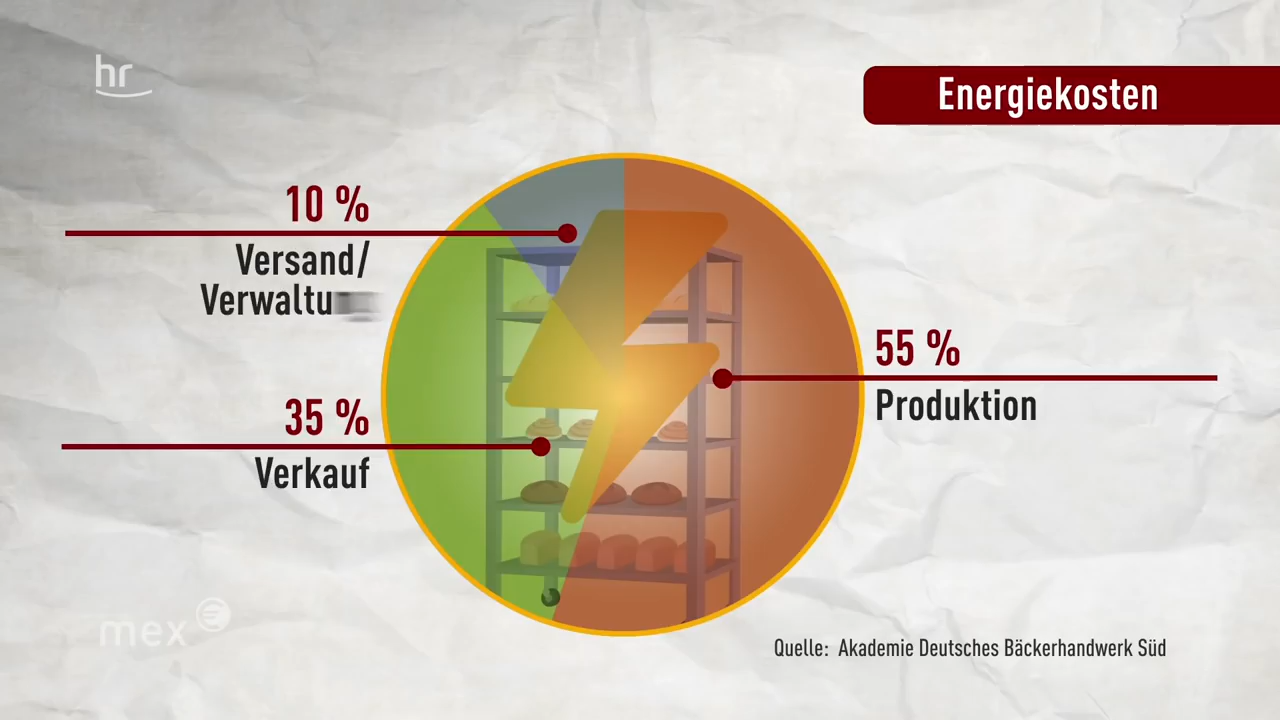 hr
Energiekosten
10 %
Versand/
55 %
Produktion
35 %
Verkauf
mex
Quelle: Akademie Deutsches Bäckerhandwerk Süd